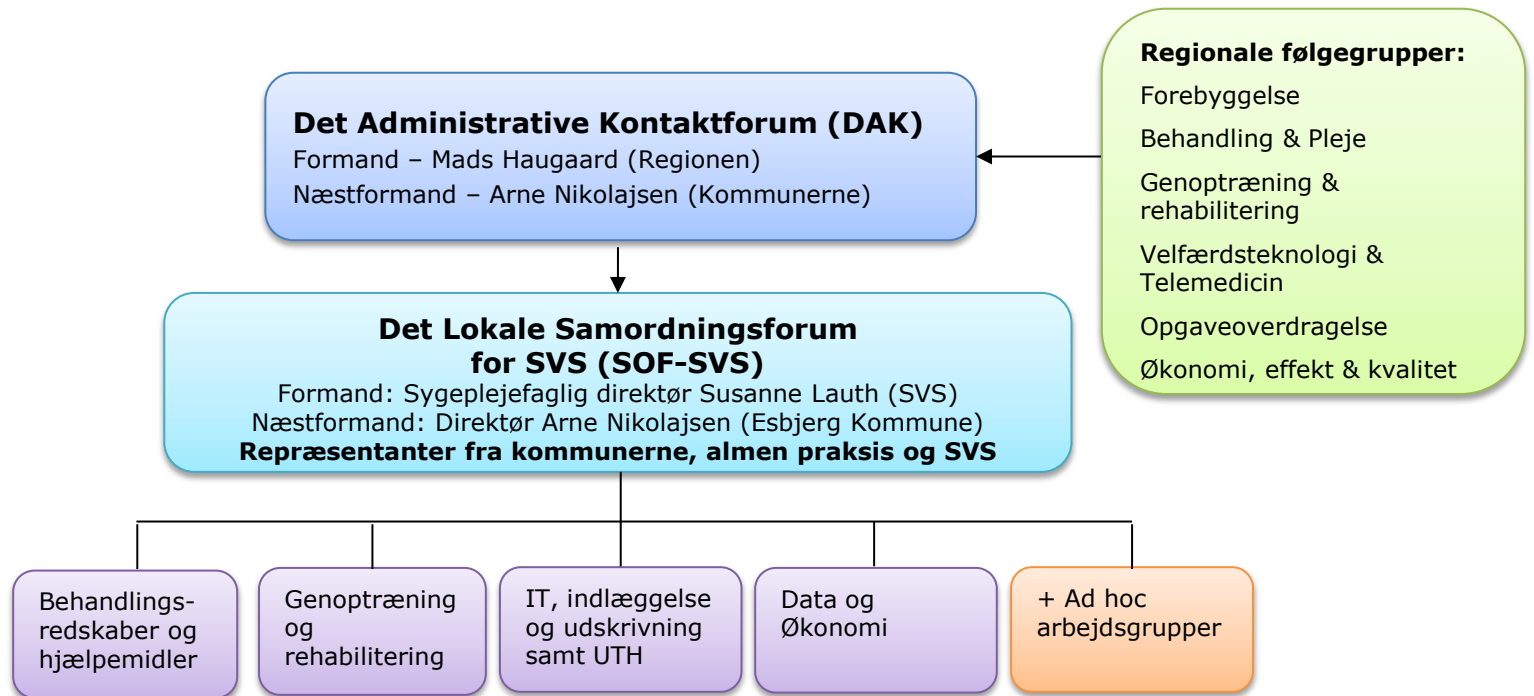 Det Administrative Kontaktforum (DAK)
Formand – Mads Haugaard (Regionen)
Næstformand – Arne Nikolajsen (Kommunerne)
Regionale følgegrupper:
Forebyggelse
Behandling & Pleje
Genoptræning &
rehabilitering
Velfærdsteknologi &
Telemedicin
Opgaveoverdragelse
Økonomi, effekt & kvalitet
Det Lokale Samordningsforum
for SVS (SOF-SVS)
Formand: Sygeplejefaglig direktør Susanne Lauth (SVS)
Næstformand: Direktør Arne Nikolajsen (Esbjerg Kommune)
Repræsentanter fra kommunerne, almen praksis og SVS
Behandlings-
redskaber og
hjælpemidler
Genoptræning
og
rehabilitering
IT, indlæggelse
og udskrivning
samt UTH
Data og
Økonomi
+ Ad hoc
arbejdsgrupper